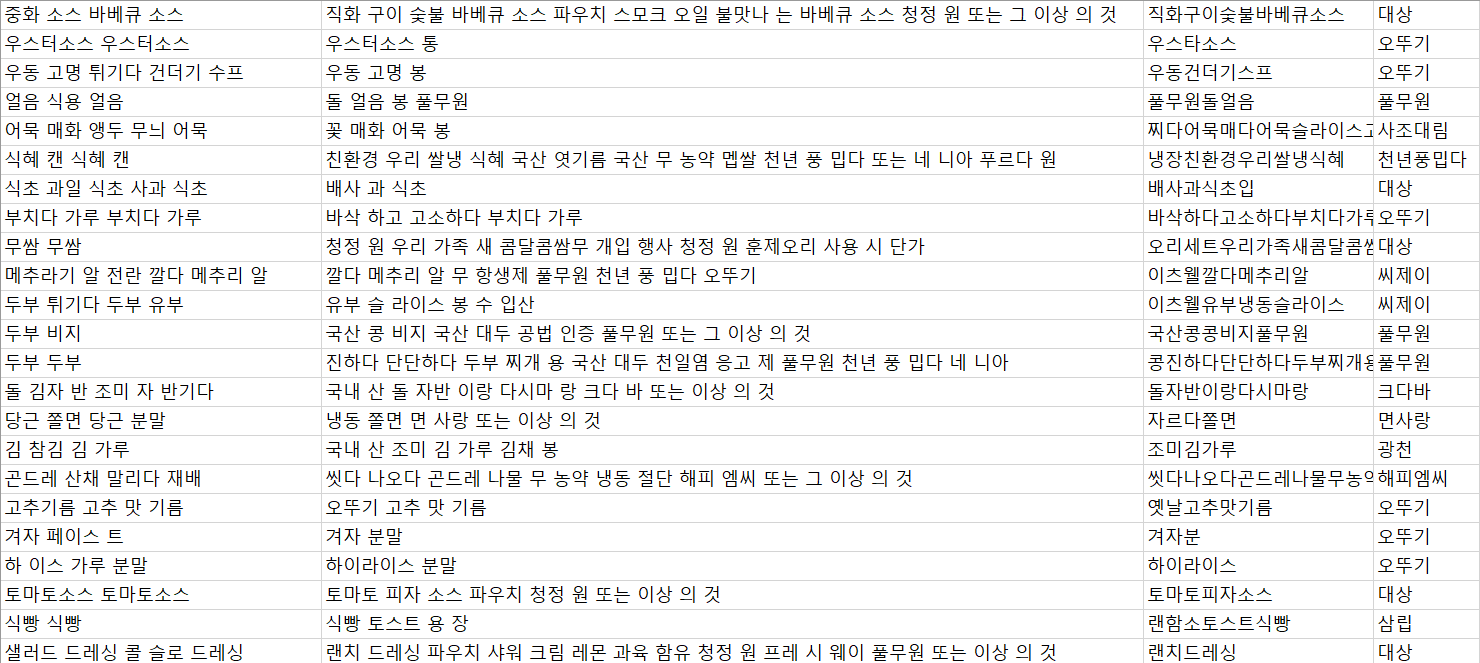 중화 소스 바베큐 소스 직화 구이 숯불 바베큐 소스 파우치 스모크 오일 불맛나 는 바베큐 소스 청정 원 또는 그 이상 의 것 직화구이숯불바베큐소스 대상
우스터소스 우스터소스 우스터소스 통 우스타소스 오뚜기
우동 고명 튀기다 건더기 수프 우동 고명 봉 우동건더기스프 오뚜기
얼음 식용 얼음 돌 얼음 봉 풀무원 풀무원돌얼음 풀무원
어묵 매화 앵두 무늬 어묵 꽃 매화 어묵 봉 찌다어묵매다어묵슬라이스고 사조대림
식혜 캔 식혜 캔 친환경 우리 쌀냉 식혜 국산 엿기름 국산 무 농약 멥쌀 천년 풍 밉다 또는 네 니아 푸르다 원 냉장친환경우리쌀냉식혜 천년풍밉다
식초 과일 식초 사과 식초 배사 과 식초 배사과식초입 대상
부치다 가루 부치다 가루 바삭 하고 고소하다 부치다 가루 바삭하다고소하다부치다가루 오뚜기
무쌈 무쌈 청정 원 우리 가족 새 콤달콤쌈무 개입 행사 청정 원 훈제오리 사용 시 단가 오리세트우리가족새콤달콤쌈 대상
메추라기 알 전란 깔다 메추리 알 깔다 메추리 알 무 항생제 풀무원 천년 풍 밉다 오뚜기 이츠웰깔다메추리알 씨제이
두부 튀기다 두부 유부 유부 슬 라이스 봉 수 입산 이츠웰유부냉동슬라이스 씨제이
두부 비지 국산 콩 비지 국산 대두 공법 인증 풀무원 또는 그 이상 의 것 국산콩콩비지풀무원 풀무원
두부 두부 진하다 단단하다 두부 찌개 용 국산 대두 천일염 응고 제 풀무원 천년 풍 밉다 네 니아 콩진하다단단하다두부찌개용 풀무원
돌 김자 반 조미 자 반기다 국내 산 돌 자반 이랑 다시마 랑 크다 바 또는 이상 의 것 돌자반이랑다시마랑 크다바
당근 쫄면 당근 분말 냉동 쫄면 면 사랑 또는 이상 의 것 자르다쫄면 면사랑
김 참김 김 가루 국내 산 조미 김 가루 김채 봉 조미김가루 광천
곤드레 산채 말리다 재배 씻다 나오다 곤드레 나물 무 농약 냉동 절단 해피 엠씨 또는 그 이상 의 것 씻다나오다곤드레나물무농약 해피엠씨
고추기름 고추 맛 기름 오뚜기 고추 맛 기름 옛날고추맛기름 오뚜기
겨자 페이스 트 겨자 분말 겨자분 오뚜기
하 이스 가루 분말 하이라이스 분말 하이라이스 오뚜기
토마토소스 토마토소스 토마토 피자 소스 파우치 청정 원 또는 이상 의 것 토마토피자소스 대상
식빵 식빵 식빵 토스트 용 장 랜함소토스트식빵 삼립
샐러드 드레싱 콜 슬로 드레싱 랜치 드레싱 파우치 샤워 크림 레몬 과육 함유 청정 원 프레 시 웨이 풀무원 또는 이상 의 것 랜치드레싱 대상